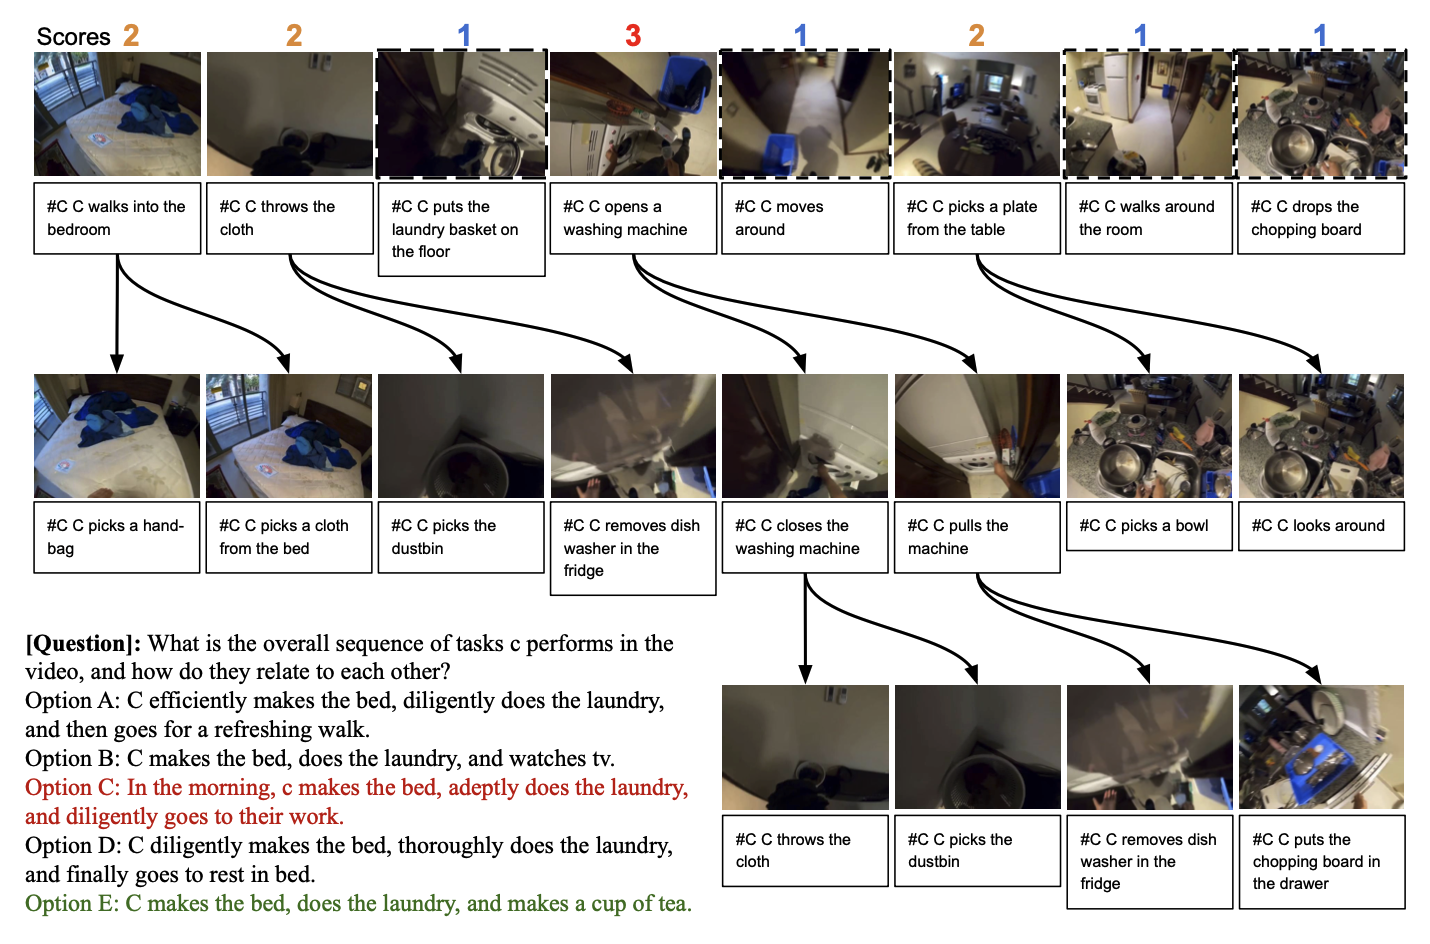 Scores 2 2 1 3 1 2 1 1
#C C walks into the
bedroom
#C C throws the
cloth
#C C puts the
laundry basket on
the floor
#C C opens a
washing machine
#C C moves
around
#C C picks a plate
from the table
#C C walks around
the room
#C C drops the
chopping board
#C C picks a hand-
bag
#C C picks a cloth
from the bed
#C C picks the
dustbin
#C C removes dish
washer in the
fridge
#C C closes the
washing machine
#C C pulls the
machine
#C C picks a bowl
#C C looks around
[Question]: What is the overall sequence of tasks c performs in the
video, and how do they relate to each other?
Option A: C efficiently makes the bed, diligently does the laundry,
and then goes for a refreshing walk.
Option B: C makes the bed, does the laundry, and watches tv.
Option C: In the morning, c makes the bed, adeptly does the laundry,
and diligently goes to their work.
Option D: C diligently makes the bed, thoroughly does the laundry,
and finally goes to rest in bed.
Option E: C makes the bed, does the laundry, and makes a cup of tea.
#C C throws the
cloth
#C C picks the
dustbin
#C C removes dish
washer in the
fridge
#C C puts the
chopping board in
the drawer